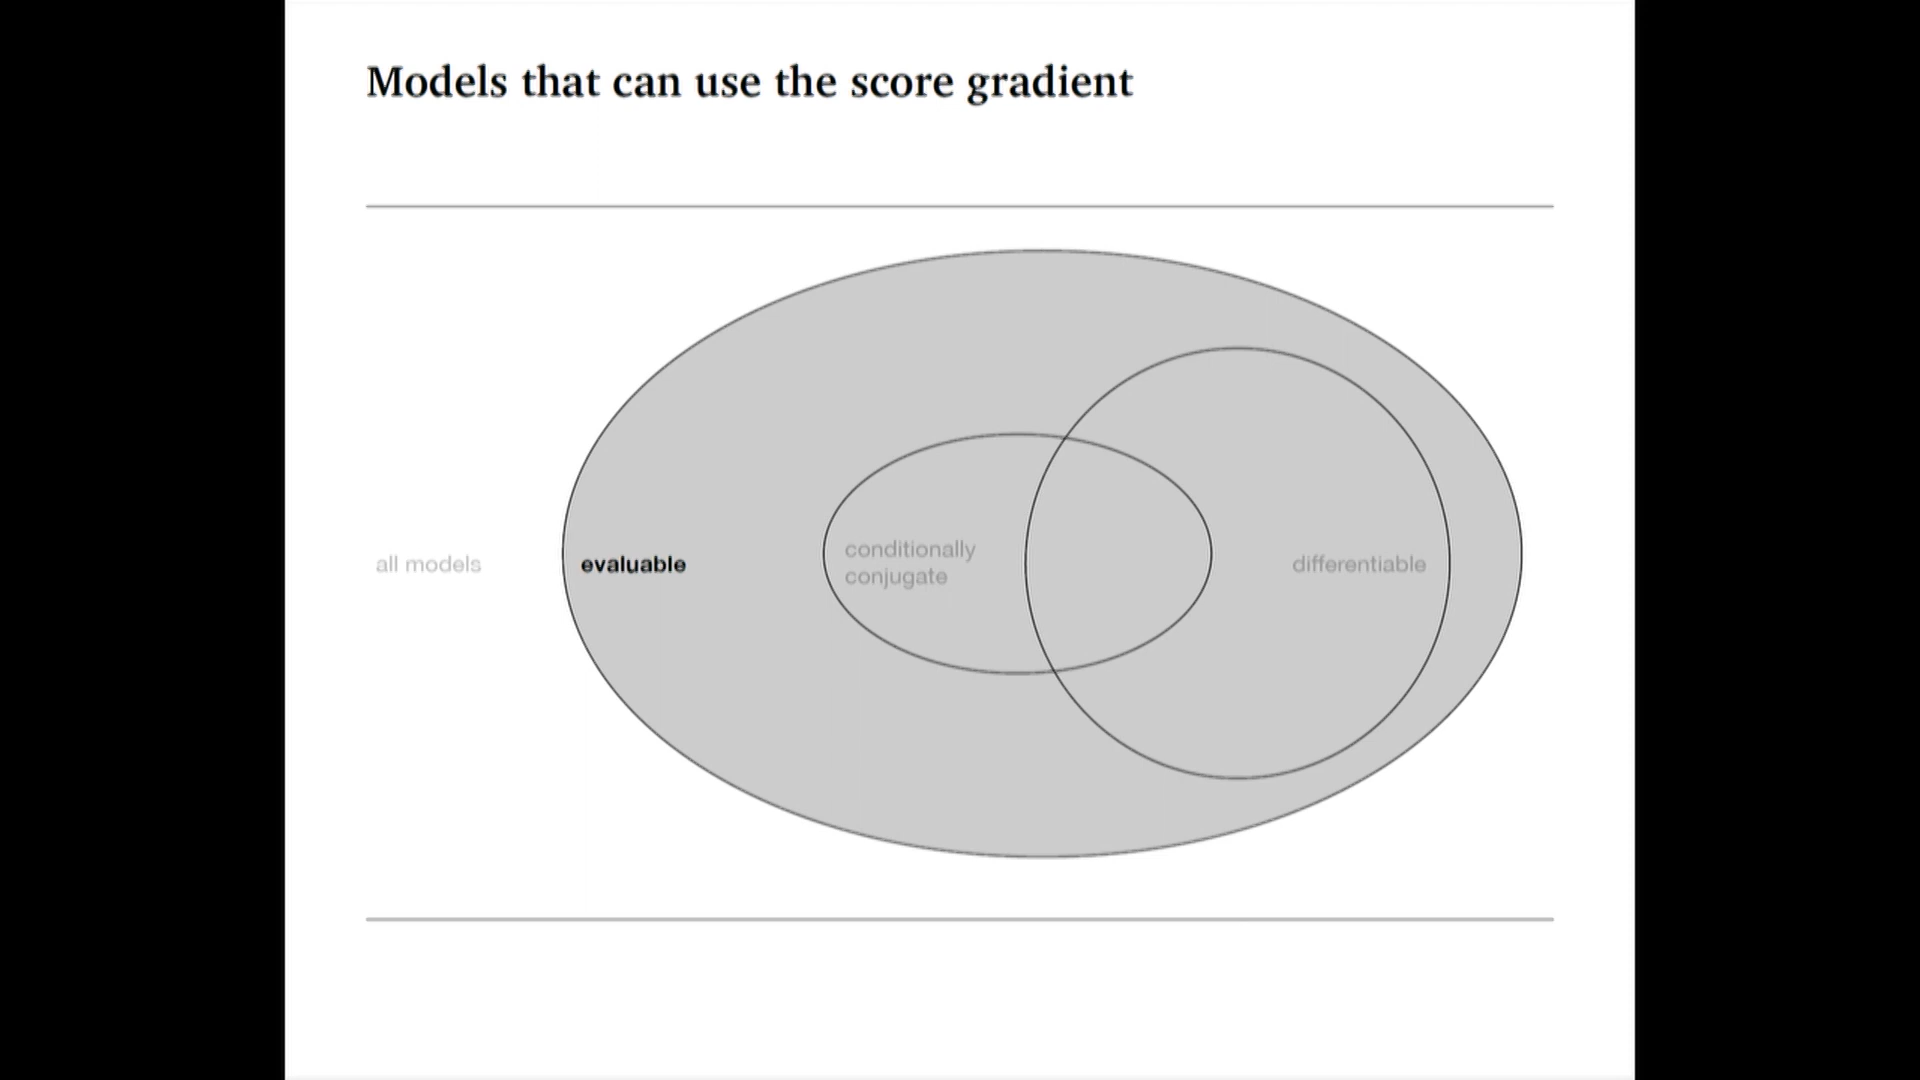 Models that can use the score gradient
all models
evaluable
conditionally
conjugate
differentiable